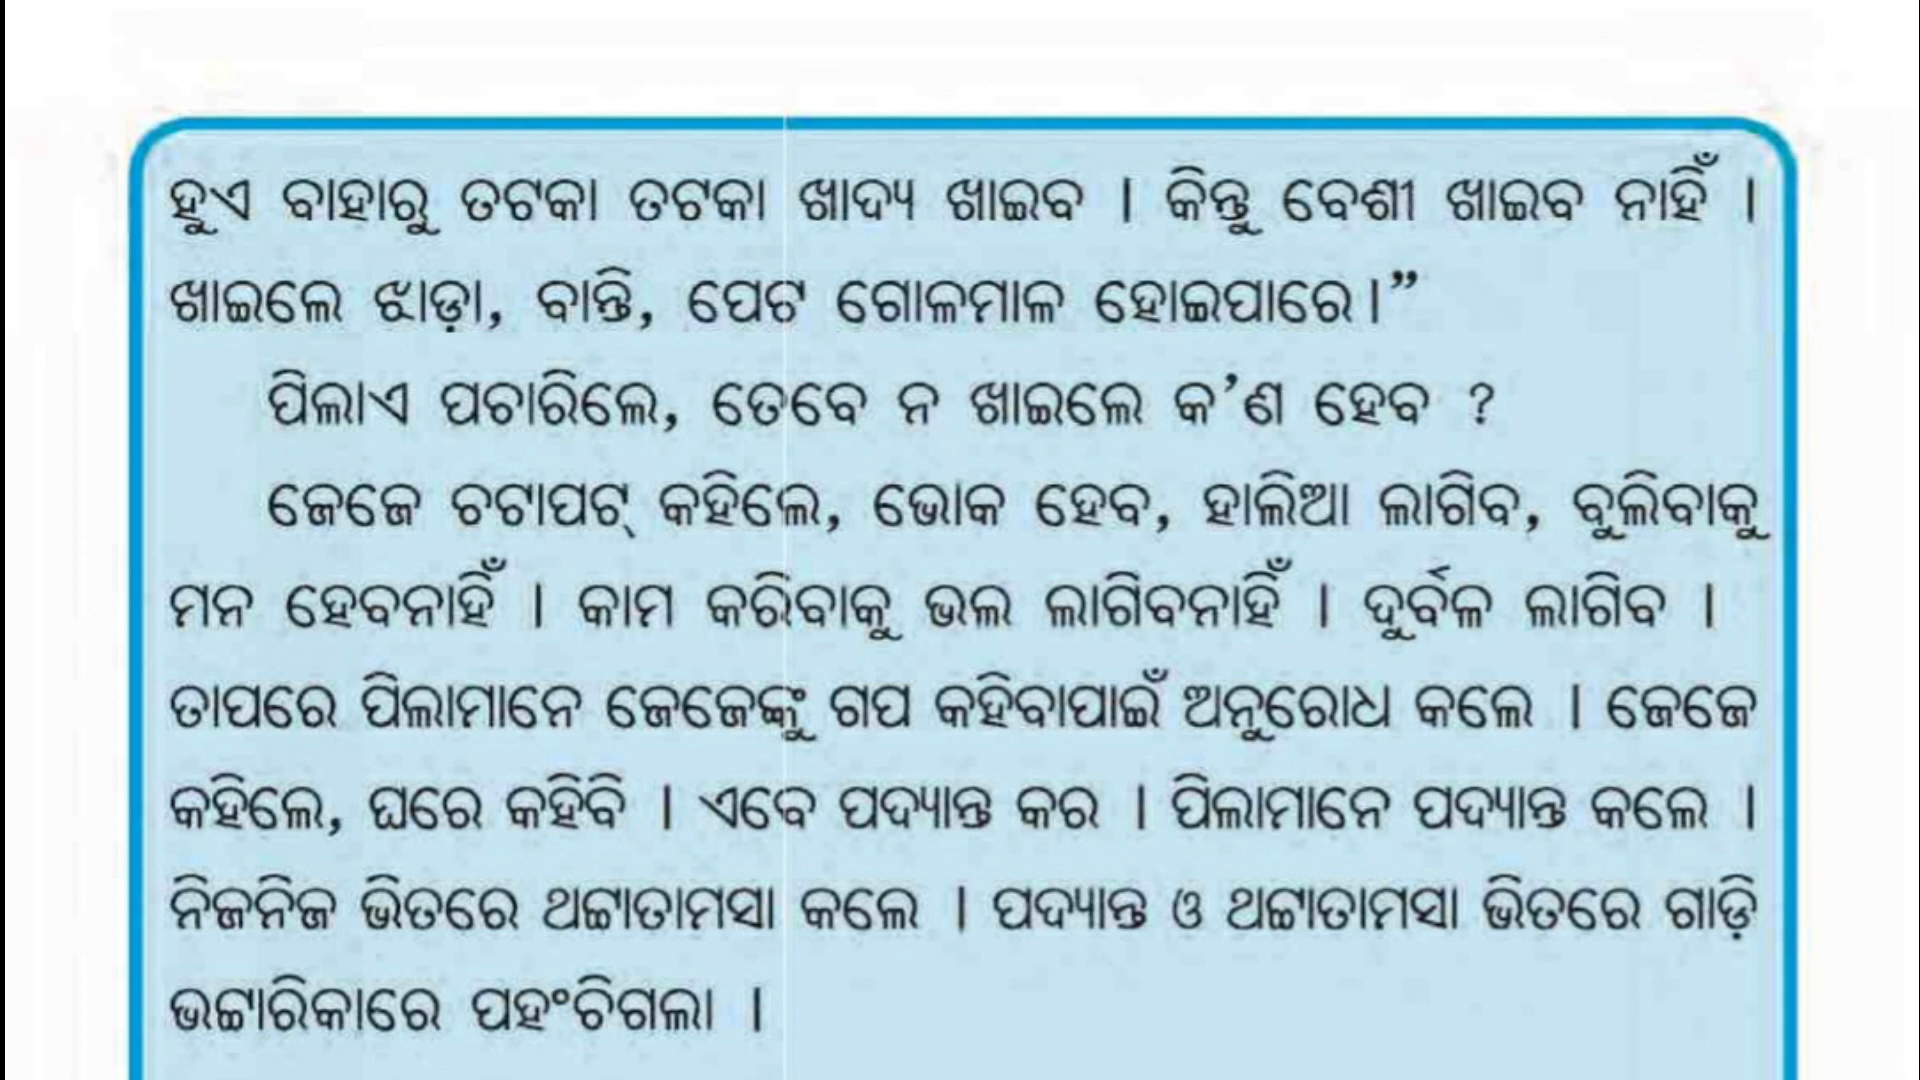 ହୁଏ ବାହାରୁ ତଟକା ତଟକା ଖାଦ୍ୟ ଖାଇବ । କିନ୍ତୁ ବେଶୀ ଖାଇବ ନାହିଁ ।
ଖାଇଲେ ଝାଡ଼ା, ବାନ୍ତି, ପେଟ ଗୋଳମାଳ ହୋଇପାରେ।”
ପିଲାଏ ପଚାରିଲେ, ତେବେ ନ ଖାଇଲେ କ’ଣ ହେବ ?
ଜେଜେ ଚଟାପଟ୍ କହିଲେ, ଭୋକ ହେବ, ହାଲିଆ ଲାଗିବ, ବୁଲିବାକୁ
ମନ ହେବନାହିଁ । କାମ କରିବାକୁ ଭଲ ଲାଗିବନାହିଁ । ଦୁର୍ବଳ ଲାଗିବ ।
ତାପରେ ପିଲାମାନେ ଜେଜେଙ୍କୁ ଗପ କହିବାପାଇଁ ଅନୁରୋଧ କଲେ । ଜେଜେ
କହିଲେ, ଘରେ କହିବି । ଏବେ ପଦ୍ୟାନ୍ତ କର । ପିଲାମାନେ ପଦ୍ୟାନ୍ତ କଲେ ।
ନିଜନିଜ ଭିତରେ ଥଟ୍ଟାତାମସା କଲେ । ପଦ୍ୟାନ୍ତ ଓ ଥଟ୍ଟାତାମସା ଭିତରେ ଗାଡ଼ି
ଭଟ୍ଟାରିକାରେ ପହଂଚିଗଲା ।